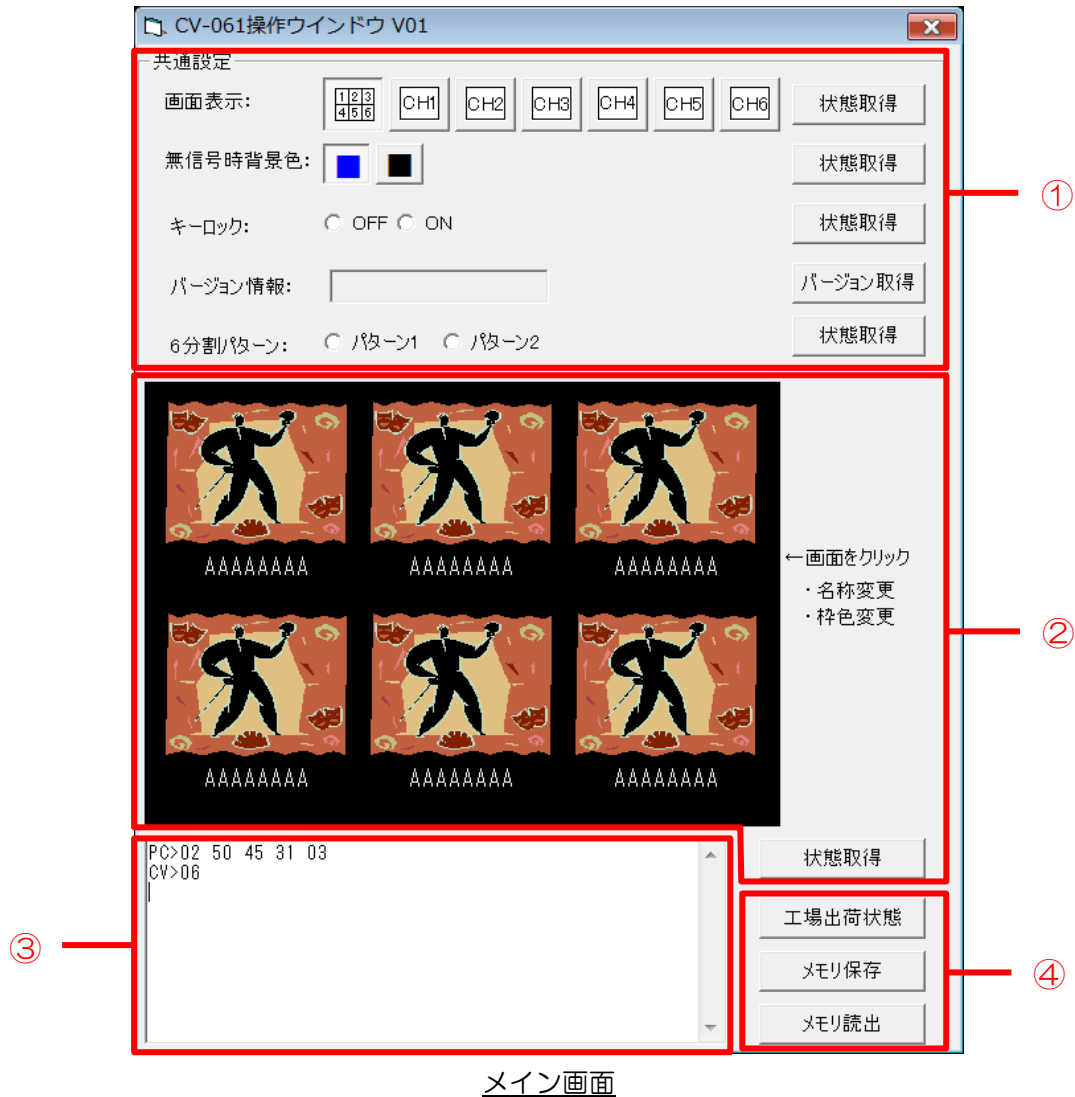 CV-061操作ウインドウ V01
共通設定
画面表示: 1 2 3 4 5 6 CH1 CH2 CH3 CH4 CH5 CH6 状態取得
無信号時背景色: 状態取得
キーロック: OFF ON 状態取得
バージョン情報: バージョン取得
6分割パターン: パターン1 パターン2 状態取得
①
AAAAAAAA AAAAAAAA AAAAAAAA
←画面をクリック
・名称変更
・枠色変更
②
AAAAAAAA AAAAAAAA AAAAAAAA
状態取得
PC>02 50 45 31 03
CV>06
③
工場出荷状態
メモリ保存
④
メモリ読出
メイン画面